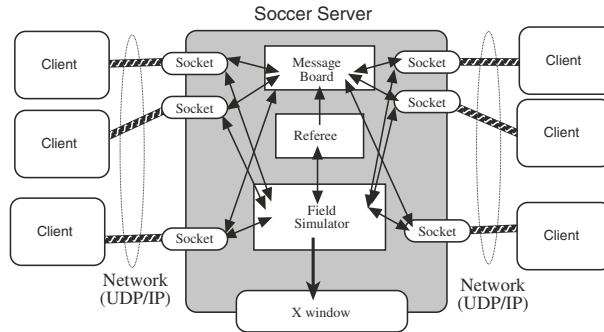 Soccer Server
Client
Socket
Message
Board
Socket
Client
Client
Socket
Referee
Socket
Client
Client
Socket
Field
Simulator
Socket
Client
Network
(UDP/IP)
X window
Network
(UDP/IP)